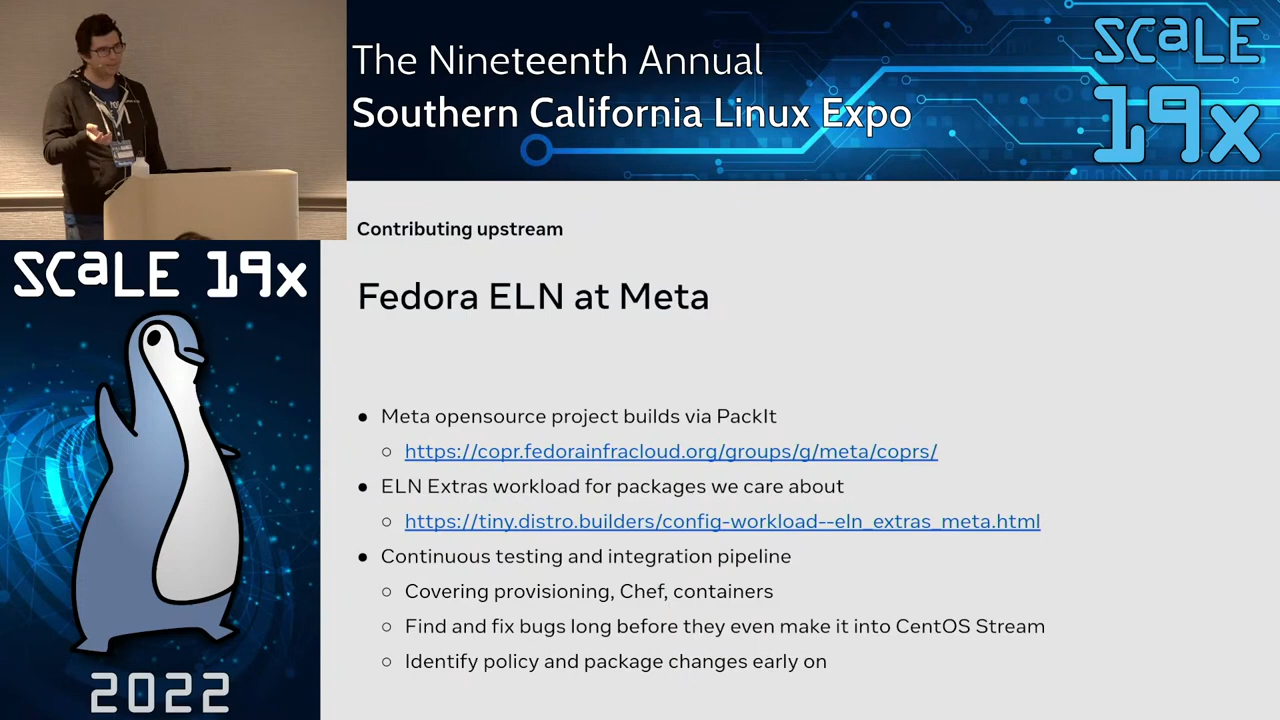 The Nineteenth Annual
Southern California Linux Expo
SCaLE
19x
SCaLE 19x
2022
Contributing upstream
Fedora ELN at Meta
● Meta opensource project builds via PackIt
○ https://copr.fedorainfracloud.org/groups/g/meta/coprs/
● ELN Extras workload for packages we care about
○ https://tiny.distro.builders/config-workload--eln_extras_meta.html
● Continuous testing and integration pipeline
○ Covering provisioning, Chef, containers
○ Find and fix bugs long before they even make it into CentOS Stream
○ Identify policy and package changes early on